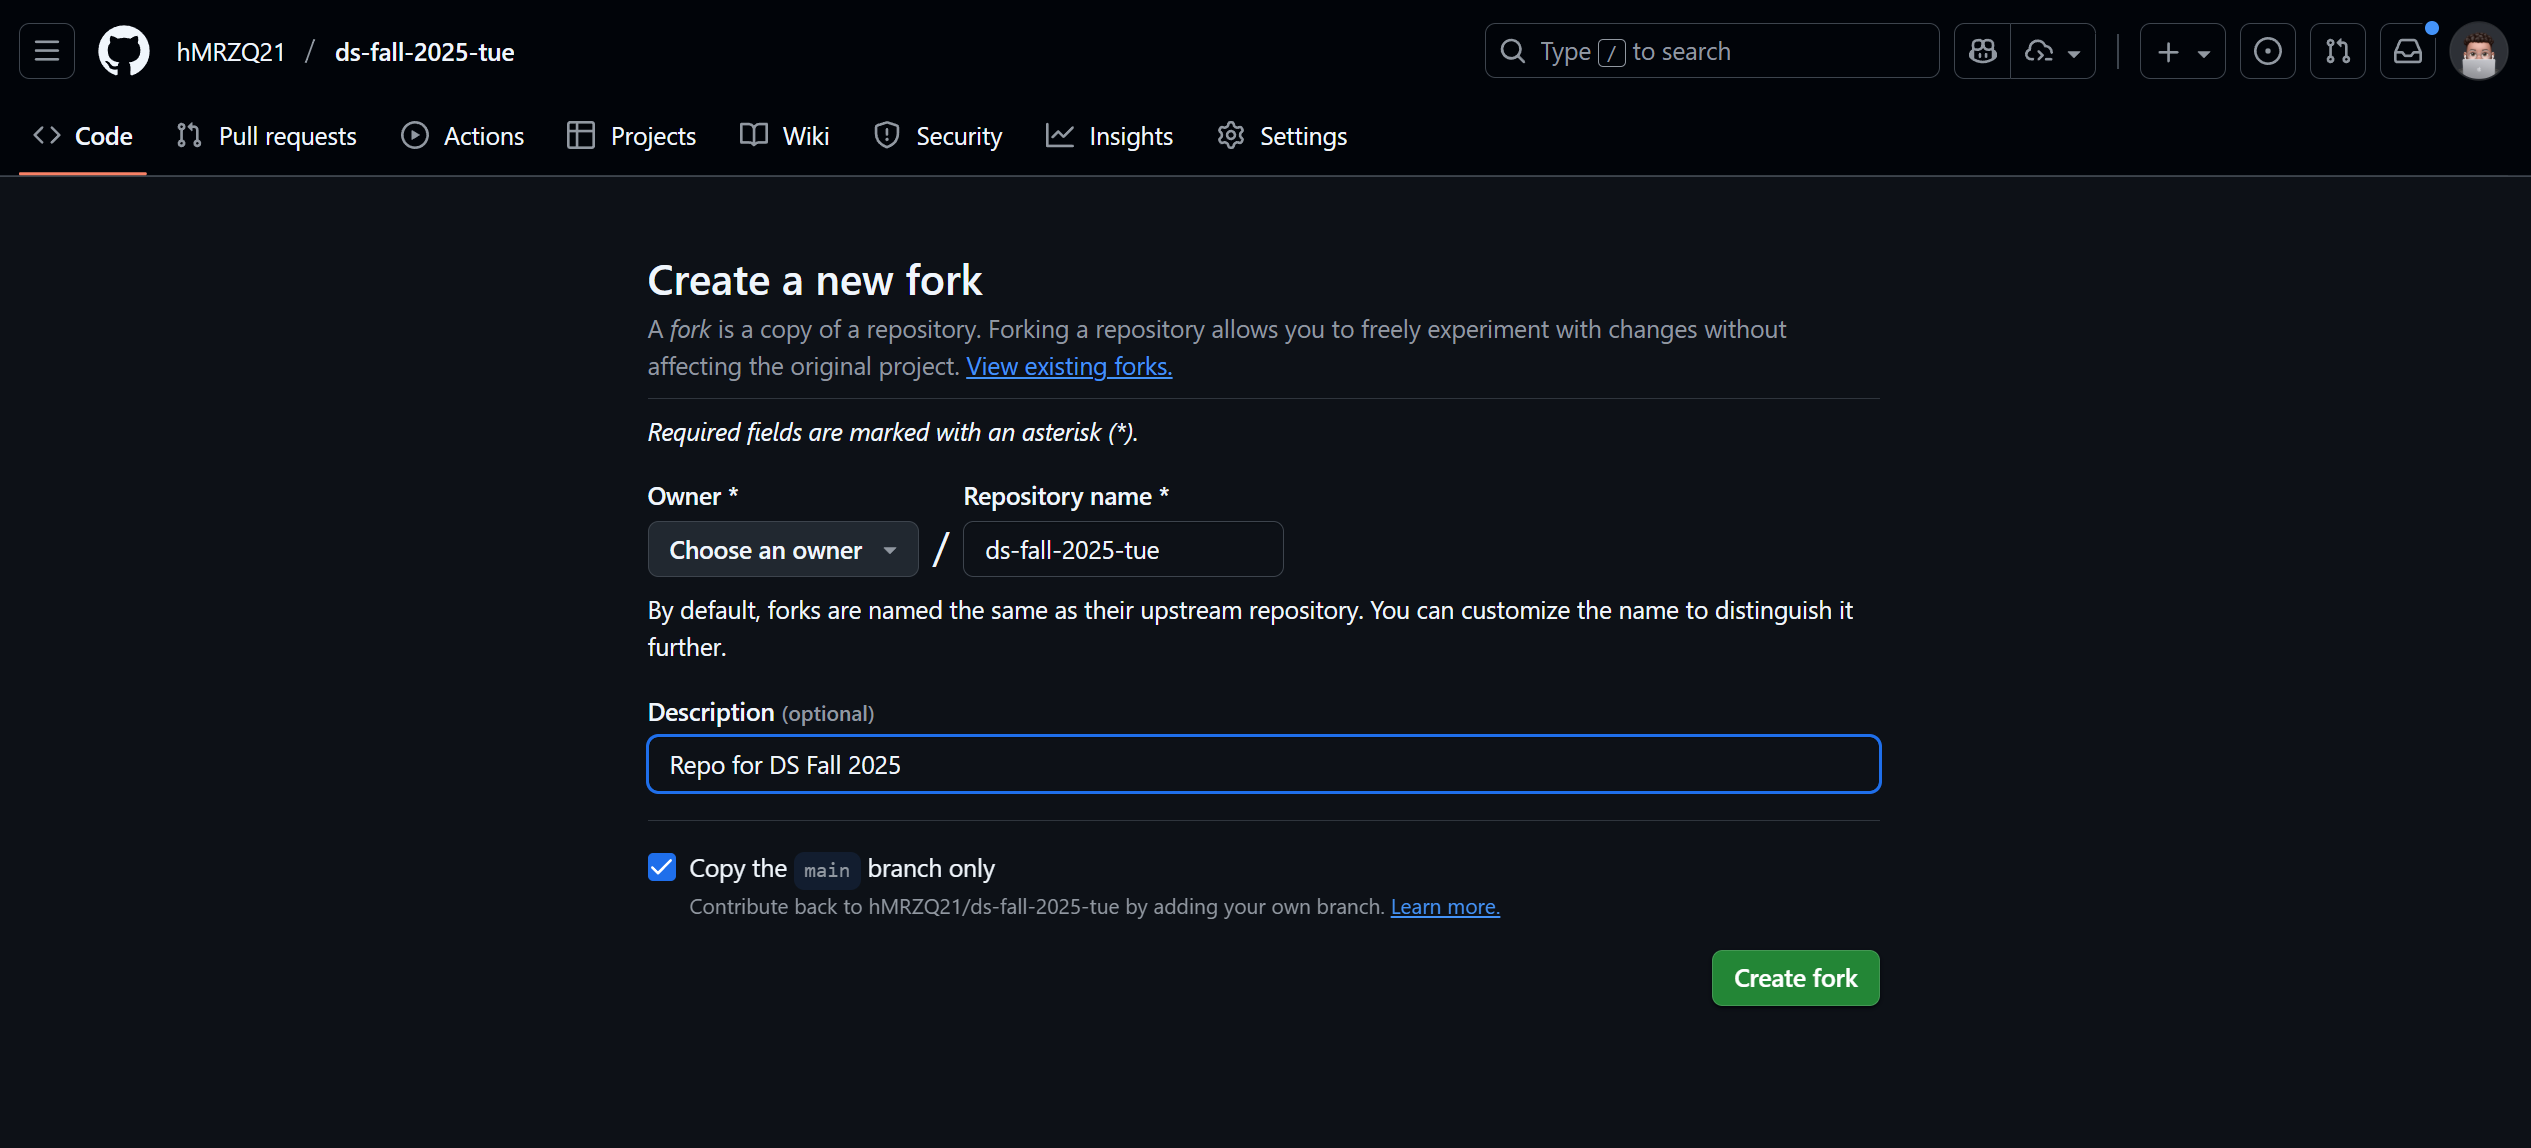 hMRZQ21 / ds-fall-2025-tue
Type / to search
Code
Pull requests
Actions
Projects
Wiki
Security
Insights
Settings
Create a new fork
A fork is a copy of a repository. Forking a repository allows you to freely experiment with changes without
affecting the original project. View existing forks.
Required fields are marked with an asterisk (*).
Owner *
Repository name *
Choose an owner
/
ds-fall-2025-tue
By default, forks are named the same as their upstream repository. You can customize the name to distinguish it
further.
Description (optional)
Repo for DS Fall 2025
Copy the main branch only
Contribute back to hMRZQ21/ds-fall-2025-tue by adding your own branch. Learn more.
Create fork